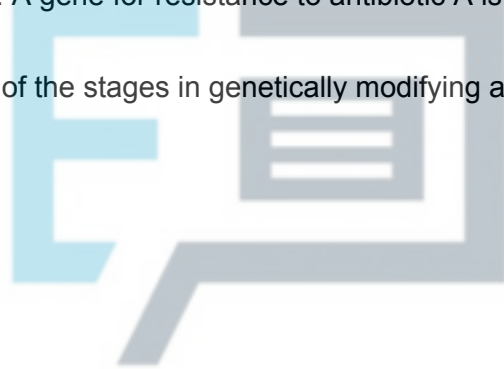 A gene for resistance to antibiotic A is
of the stages in genetically modifying a